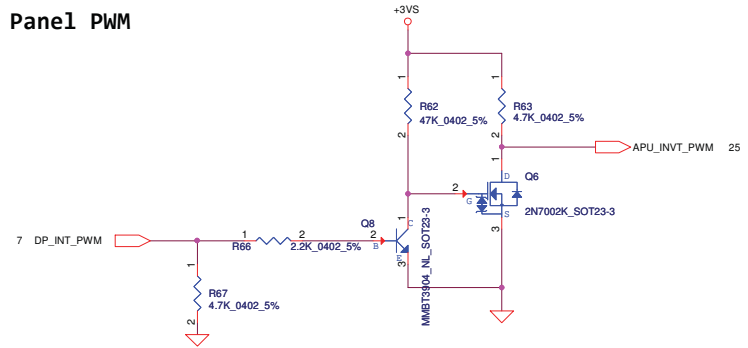 Panel PWM
+3VS
1
1
R62
47K_0402_5%
R63
4.7K_0402_5%
2
2
APU_INVT_PWM 25
1
D
Q6
2
G
S
2N7002K_SOT23-3
Q8
1
C
3
7 DP_INT_PWM
1
R66
2
2.2K_0402_5%
2
B
E
3
MMBT3904_NL_SOT23-3
1
R67
4.7K_0402_5%
2